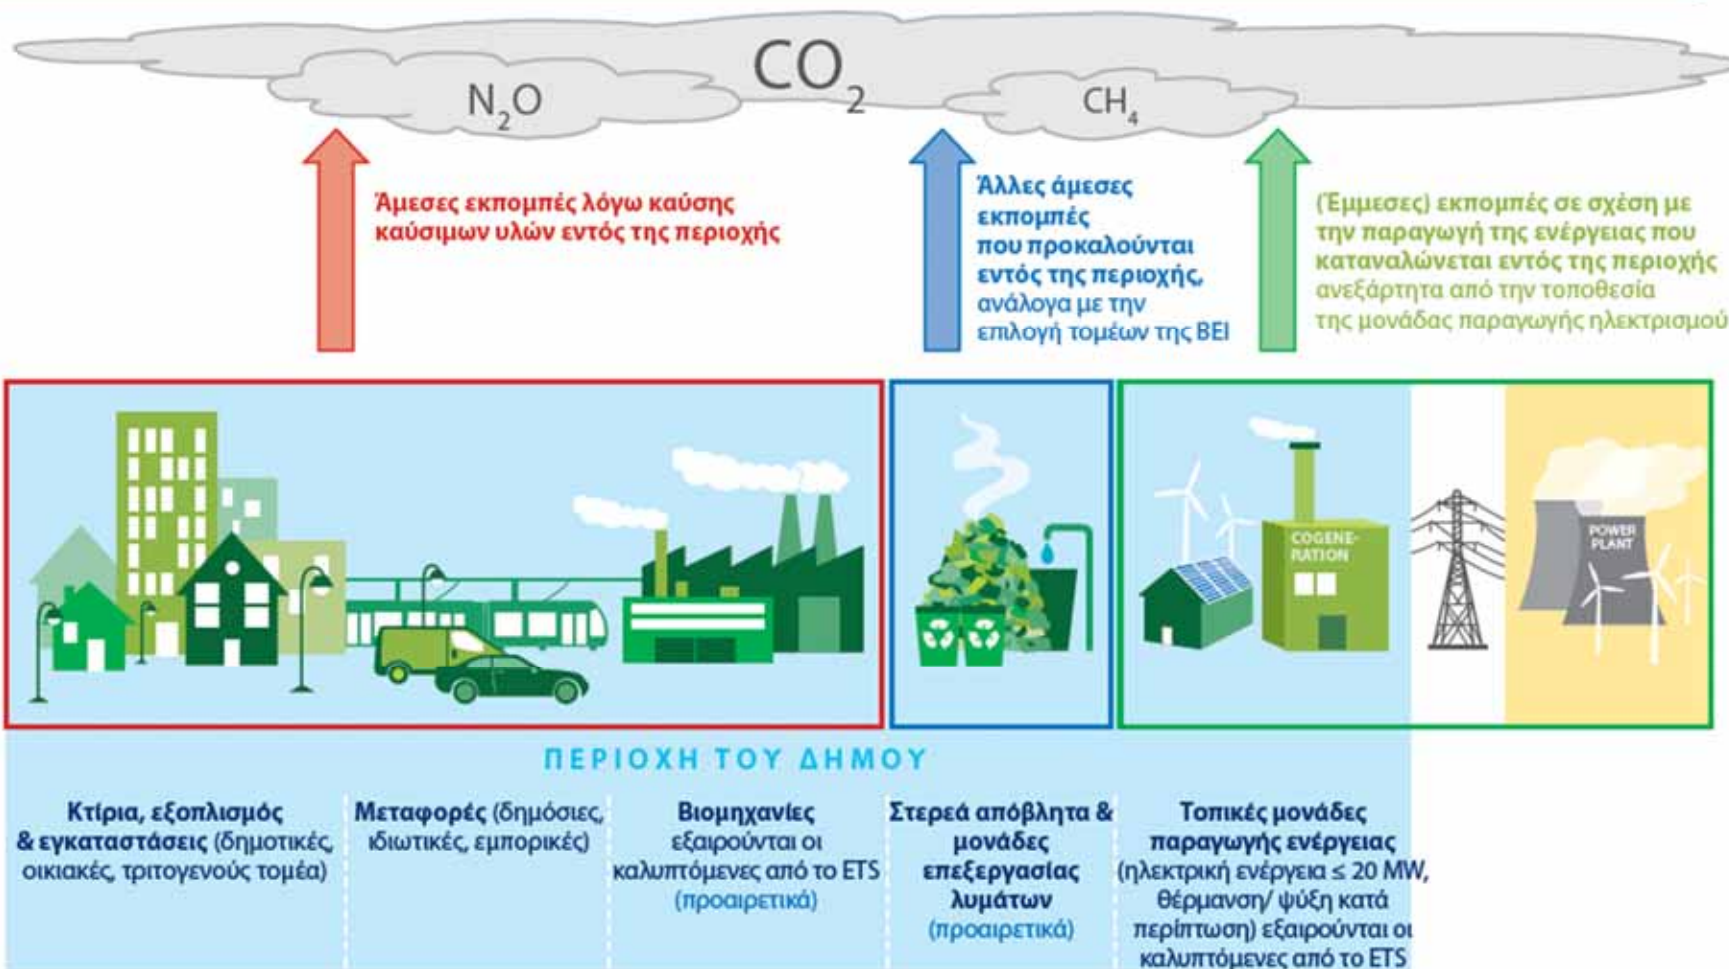 CO2
N2O
CH4
Άμεσες εκπομπές λόγω καύσης
καύσιμων υλών εντός της περιοχής
Άλλες άμεσες
εκπομπές
που προκαλούνται
εντός της περιοχής,
ανάλογα με την
επιλογή τομέων της BEI
(Έμμεσες) εκπομπές σε σχέση με
την παραγωγή της ενέργειας που
καταναλώνεται εντός της περιοχής
ανεξάρτητα από την τοποθεσία
της μονάδας παραγωγής ηλεκτρισμού
COGENE-
RATION
POWER
PLANT
ΠΕΡΙΟΧΗ ΤΟΥ ΔΗΜΟΥ
Κτίρια, εξοπλισμός
& εγκαταστάσεις (δημοτικές,
οικιακές, τριτογενούς τομέα)
Μεταφορές (δημόσιες,
ιδιωτικές, εμπορικές)
Βιομηχανίες
εξαιρούνται οι
καλυπτόμενες από το ETS
(προαιρετικά)
Στερεά απόβλητα &
μονάδες
επεξεργασίας
λυμάτων
(προαιρετικά)
Τοπικές μονάδες
παραγωγής ενέργειας
(ηλεκτρική ενέργεια ≤ 20 MW,
θέρμανση/ ψύξη κατά
περίπτωση) εξαιρούνται οι
καλυπτόμενες από το ETS